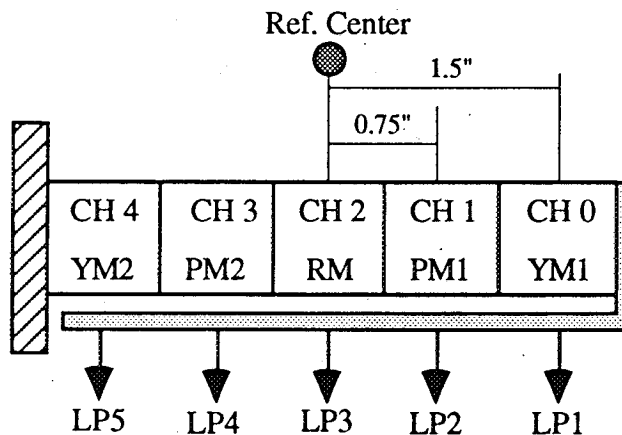 Ref. Center
1.5"
0.75"
CH 4 CH 3 CH 2 CH 1 CH 0
YM2 PM2 RM PM1 YM1
LP5 LP4 LP3 LP2 LP1